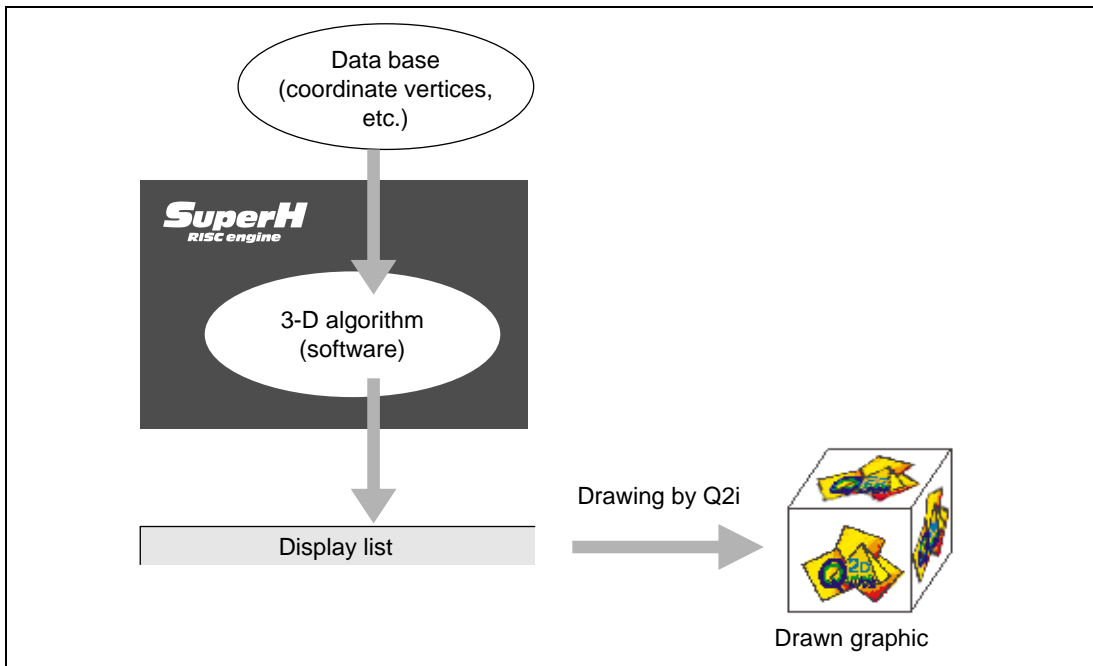 Data base
(coordinate vertices,
etc.)
SuperH
RISC engine
3-D algorithm
(software)
Display list
Drawing by Q2i
Drawn graphic